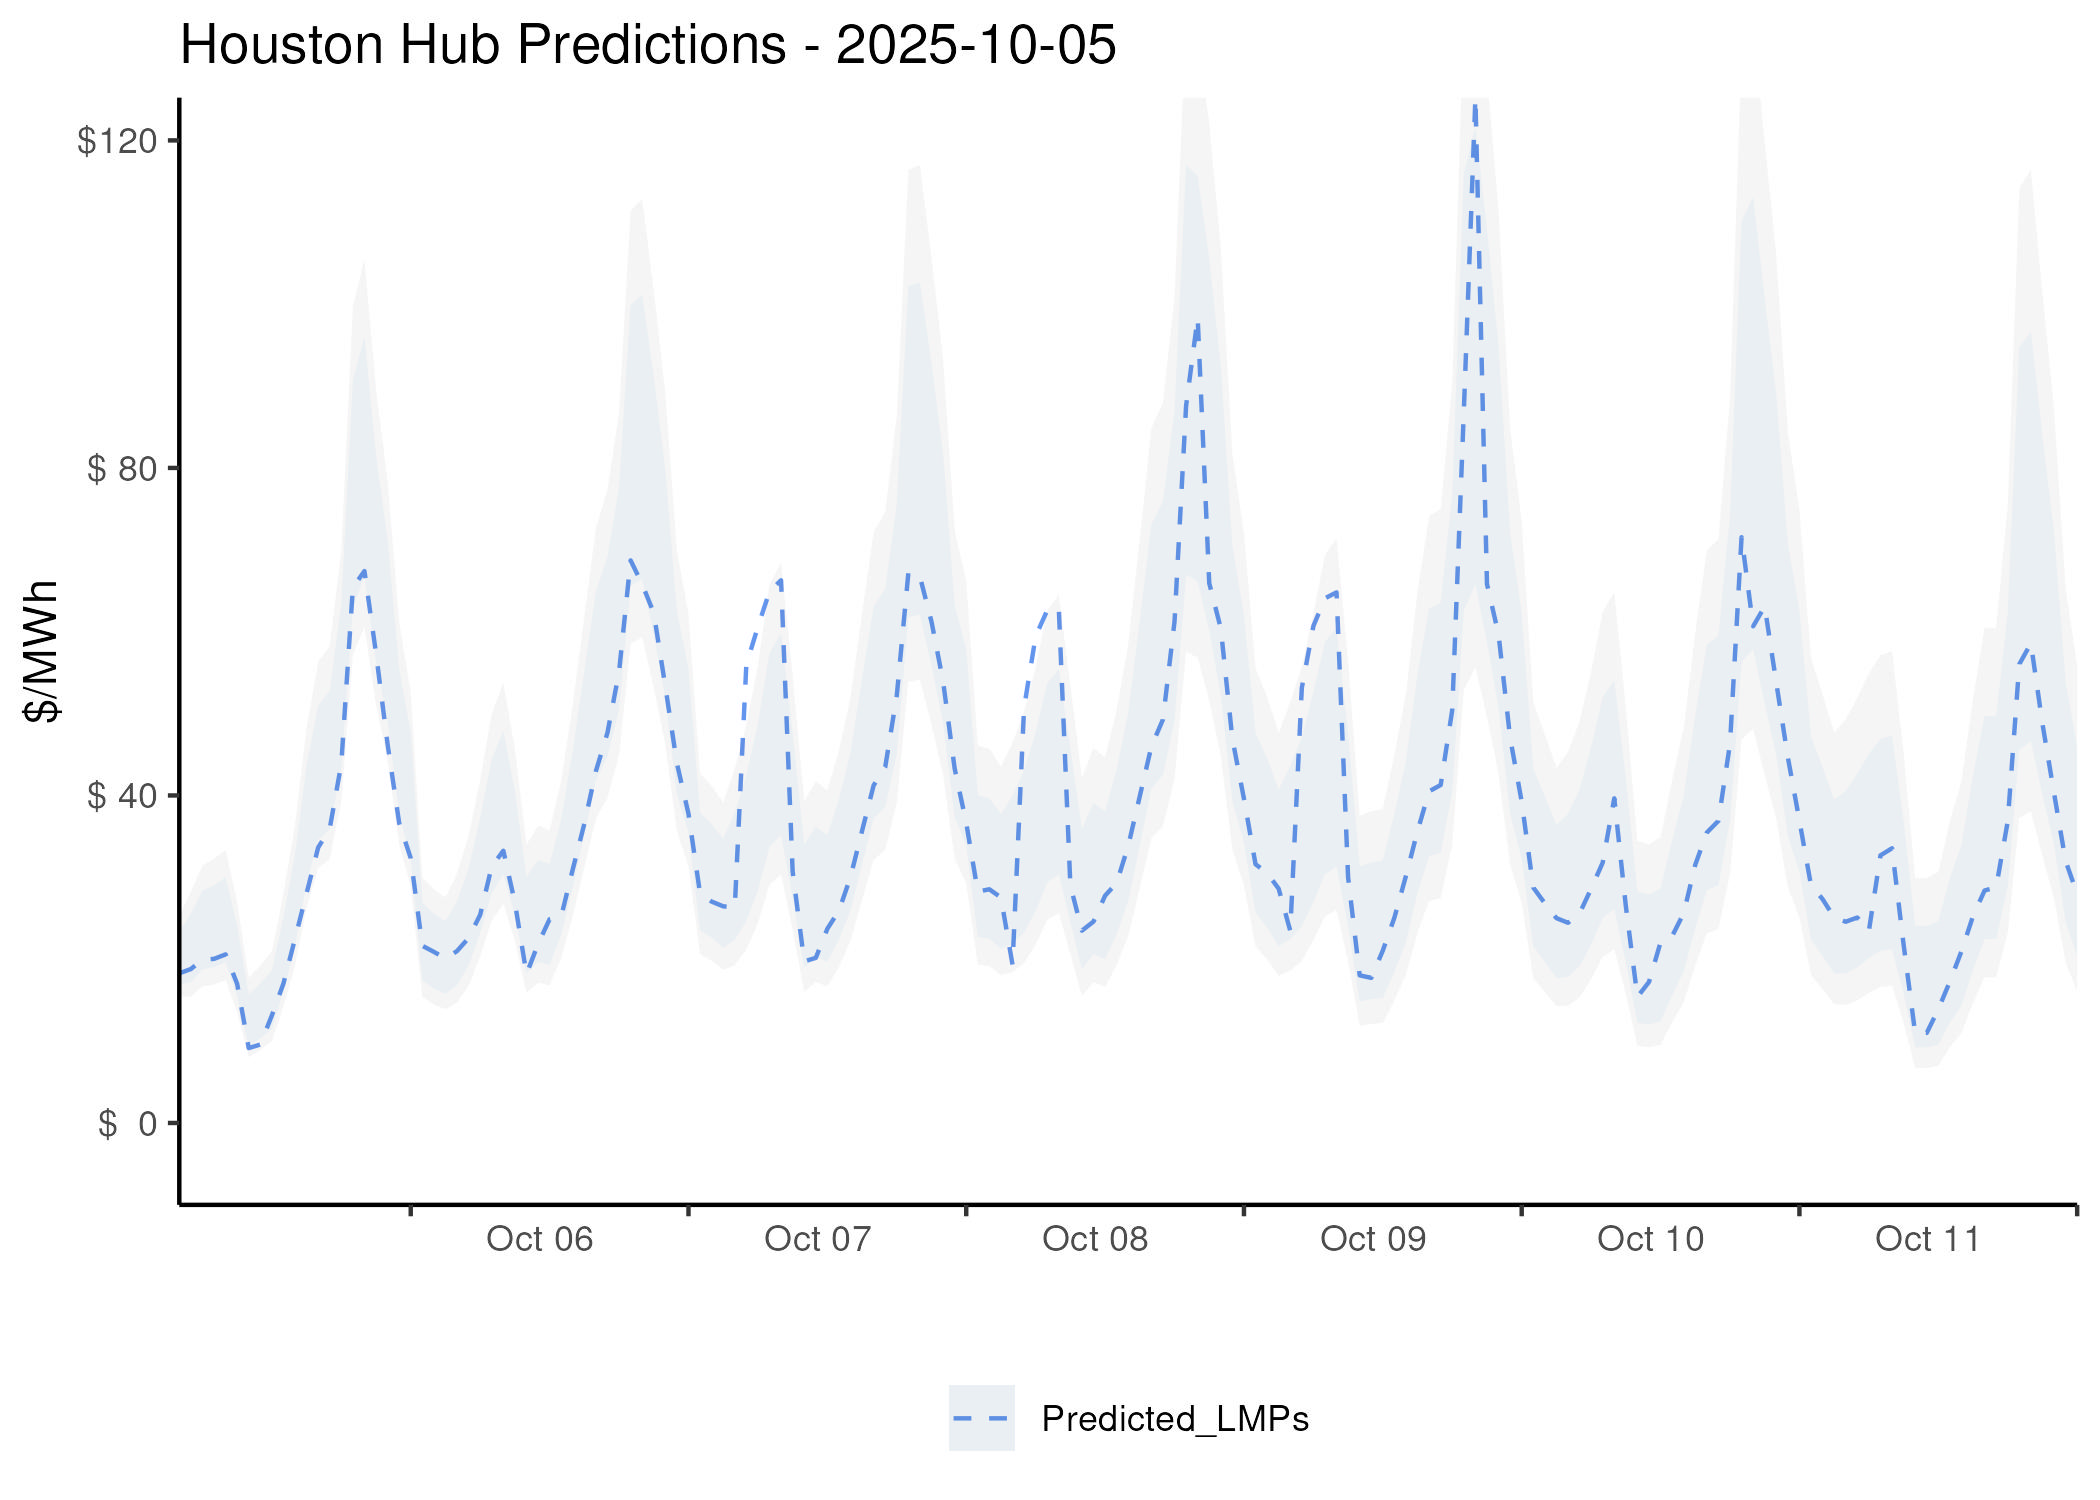 Houston Hub Predictions - 2025-10-05
$/MWh
$120
$ 80
$ 40
$  0
Oct 06 Oct 07 Oct 08 Oct 09 Oct 10 Oct 11
Predicted_LMPs